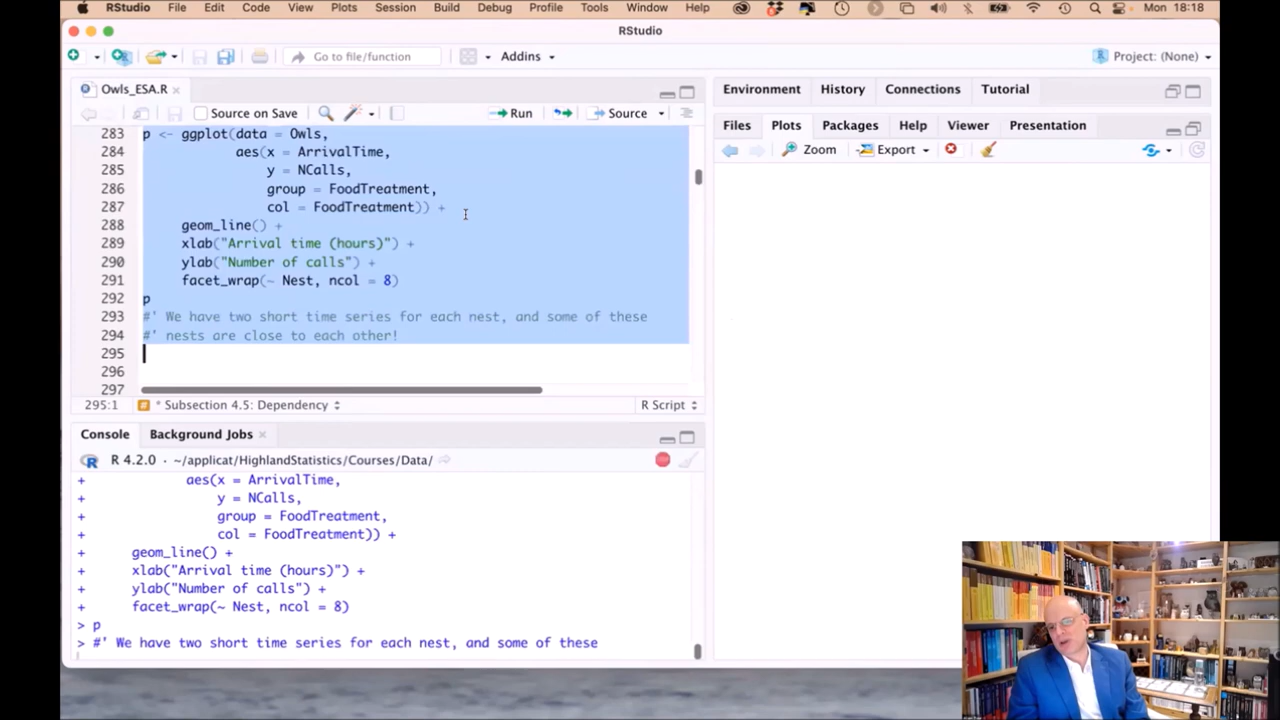 RStudio File Edit Code View Plots Session Build Debug Profile Tools Window Help Mon 18:18
RStudio
Go to file/function Addins Project: (None)
Owls_ESA.R
Source on Save Run Source
283 p <- ggplot(data = Owls,
284 aes(x = ArrivalTime,
285 y = NCalls,
286 group = FoodTreatment,
287 col = FoodTreatment)) +
288 geom_line() +
289 xlab("Arrival time (hours)") +
290 ylab("Number of calls") +
291 facet_wrap(~ Nest, ncol = 8)
292 p
293 #' We have two short time series for each nest, and some of these
294 #' nests are close to each other!
295
296
297
295:1 # * Subsection 4.5: Dependency R Script
Console Background Jobs
R 4.2.0 · ~/applicat/HighlandStatistics/Courses/Data/
+ aes(x = ArrivalTime,
+ y = NCalls,
+ group = FoodTreatment,
+ col = FoodTreatment)) +
+ geom_line() +
+ xlab("Arrival time (hours)") +
+ ylab("Number of calls") +
+ facet_wrap(~ Nest, ncol = 8)
> p
> #' We have two short time series for each nest, and some of these
Environment History Connections Tutorial
Files Plots Packages Help Viewer Presentation
Zoom Export